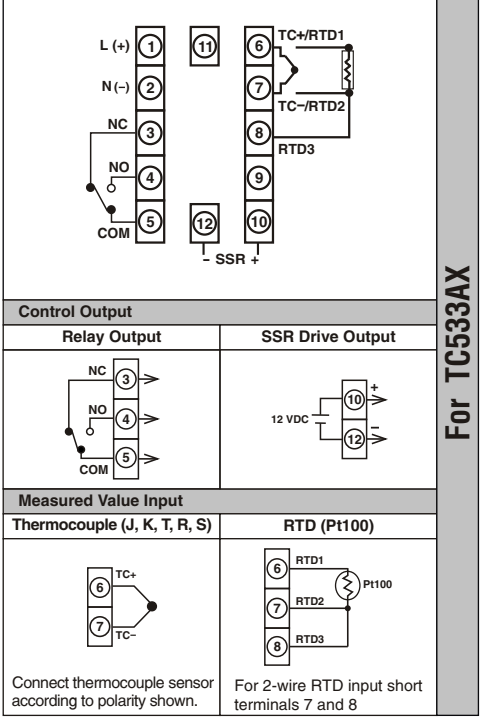 L (+) 1 11 6 TC+/RTD1
N (–) 2 7 TC–/RTD2
NC 3 8 RTD3
NO 4 9
COM 5 12 10
– SSR +
For TC533AX
Control Output
Relay Output SSR Drive Output
NC 3
NO 4
COM 5
10 +
12 VDC
12 –
Measured Value Input
Thermocouple (J, K, T, R, S) RTD (Pt100)
6 TC+
7 TC–
6 RTD1
Pt100
7 RTD2
8 RTD3
Connect thermocouple sensor
according to polarity shown.
For 2-wire RTD input short
terminals 7 and 8